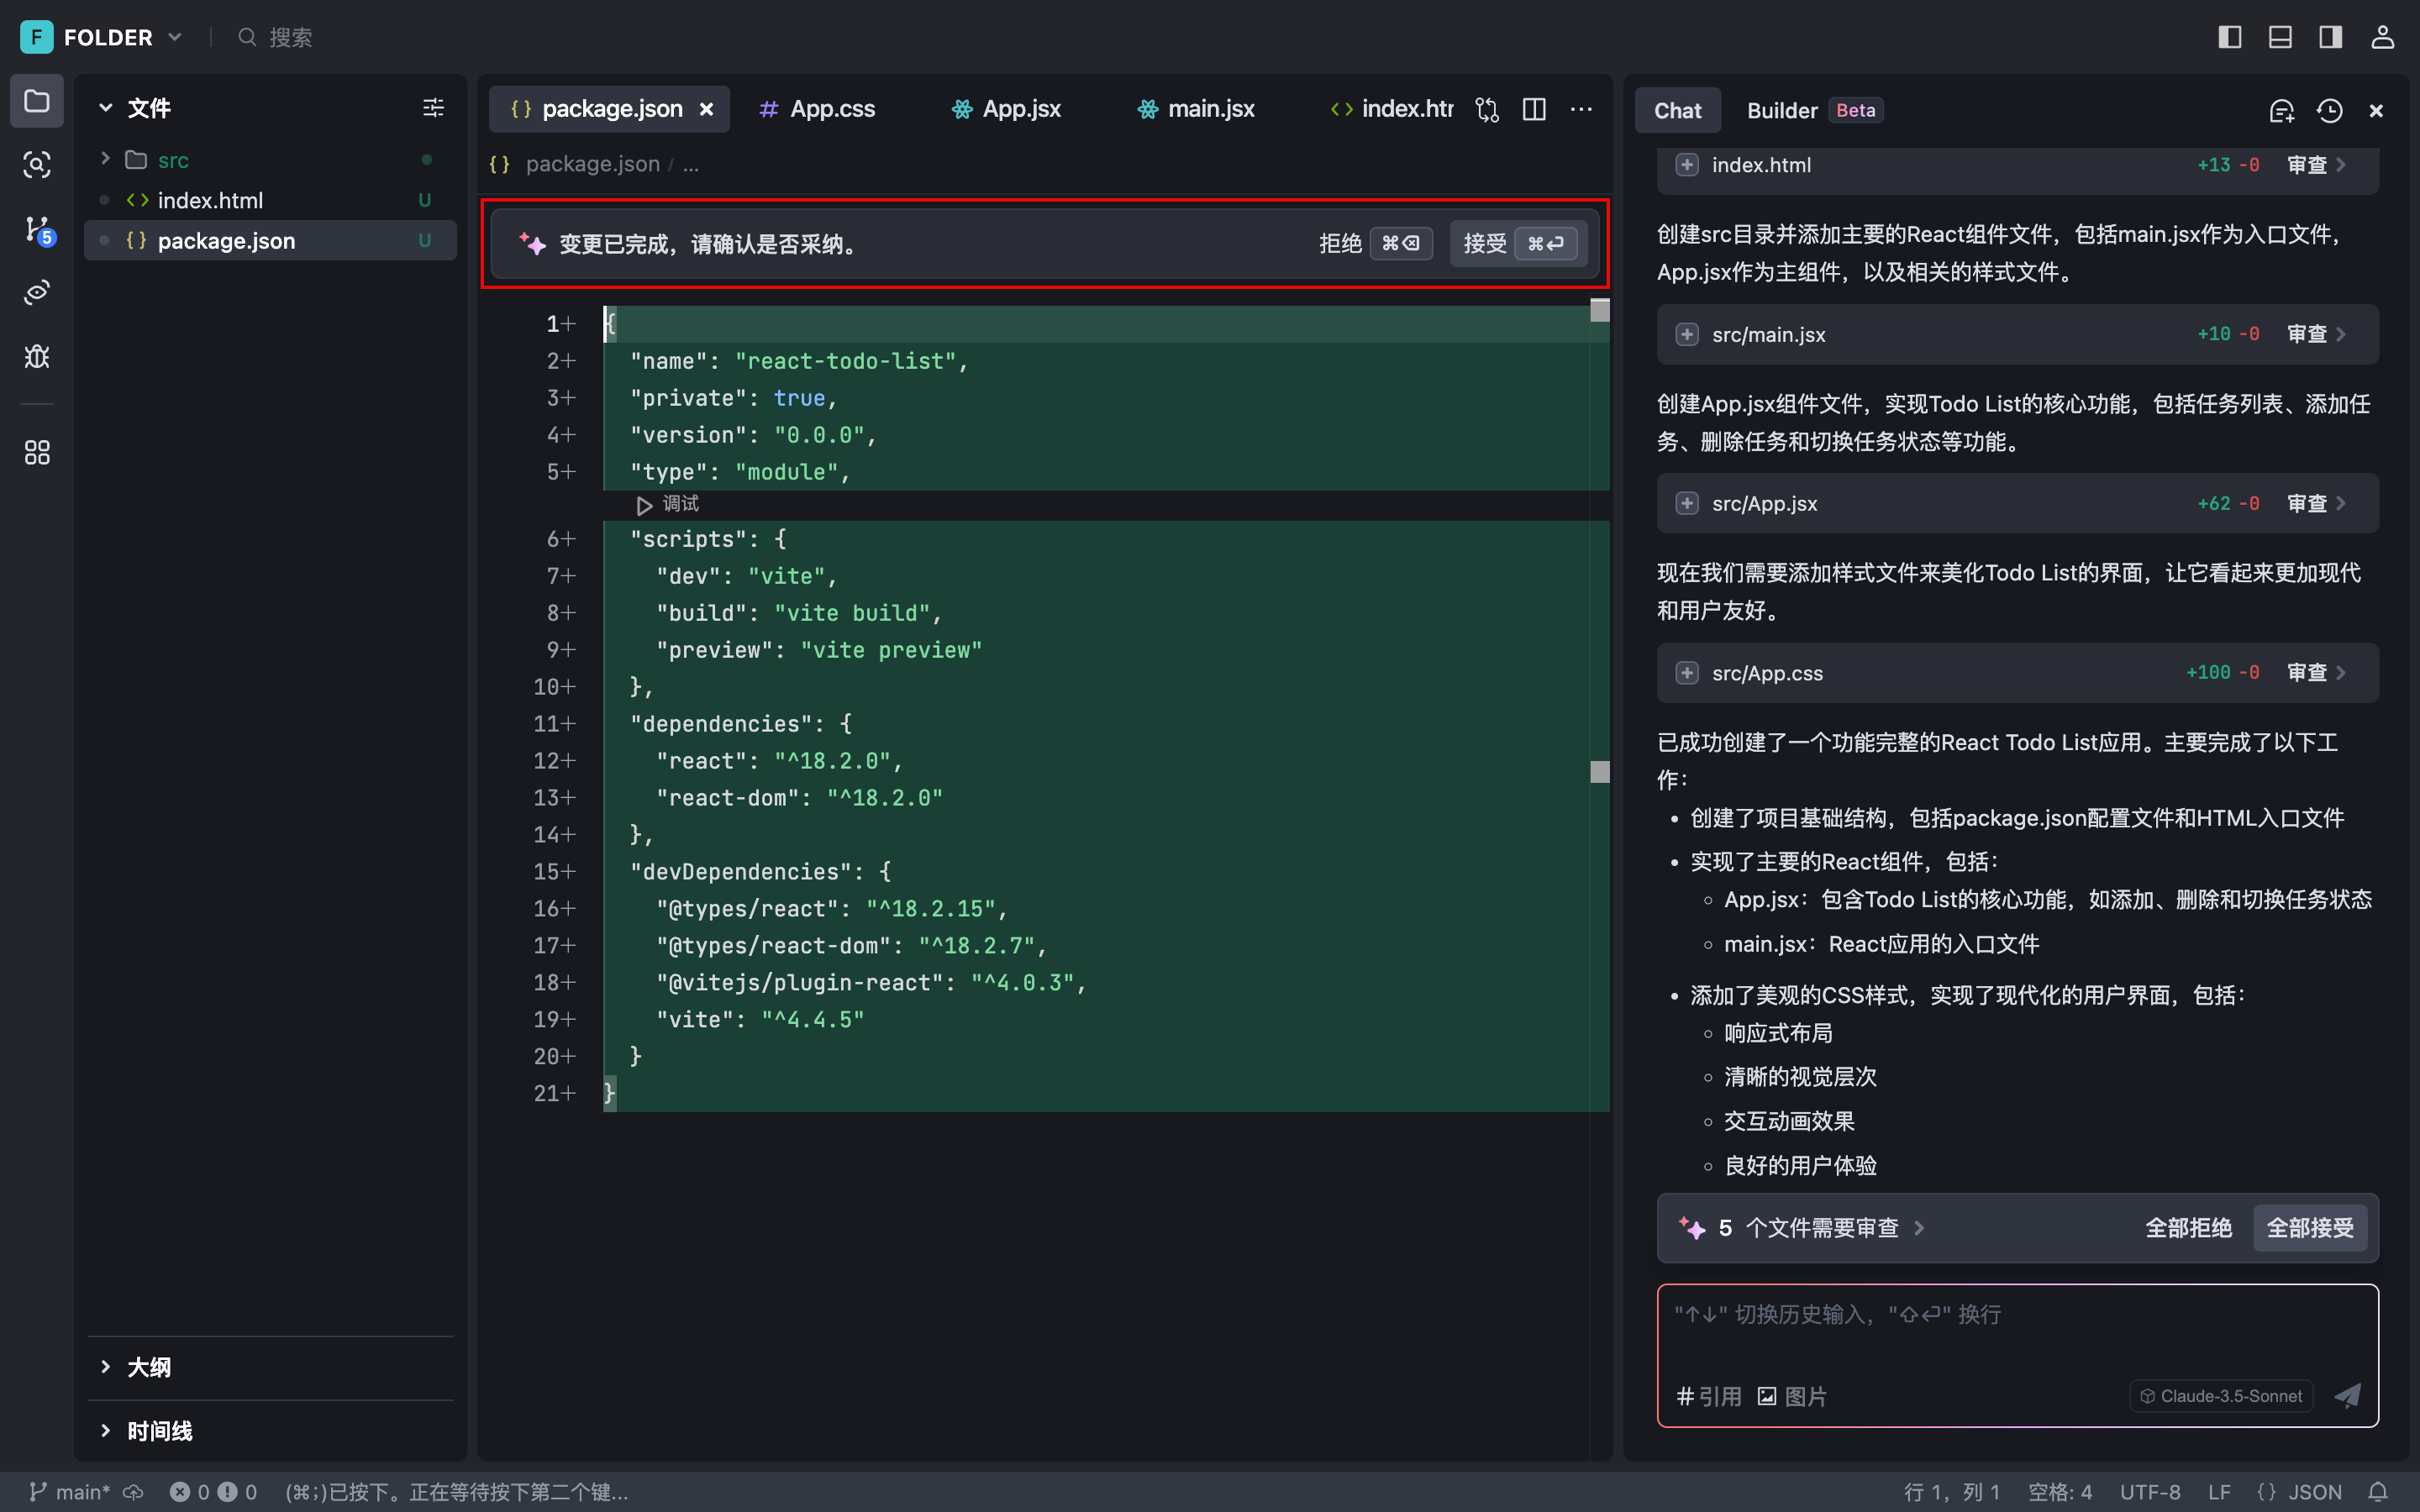 F FOLDER 搜索
5
文件
src
index.html U
package.json U
大纲
时间线
package.json App.css App.jsx main.jsx index.htr
package.json / ...
变更已完成，请确认是否采纳。 拒绝 ⌘⌫ 接受 ⌘⏎
1+ {
2+ "name": "react-todo-list",
3+ "private": true,
4+ "version": "0.0.0",
5+ "type": "module",
调试
6+ "scripts": {
7+ "dev": "vite",
8+ "build": "vite build",
9+ "preview": "vite preview"
10+ },
11+ "dependencies": {
12+ "react": "^18.2.0",
13+ "react-dom": "^18.2.0"
14+ },
15+ "devDependencies": {
16+ "@types/react": "^18.2.15",
17+ "@types/react-dom": "^18.2.7",
18+ "@vitejs/plugin-react": "^4.0.3",
19+ "vite": "^4.4.5"
20+ }
21+ }
Chat Builder Beta
index.html +13 -0 审查
创建src目录并添加主要的React组件文件，包括main.jsx作为入口文件，
App.jsx作为主组件，以及相关的样式文件。
src/main.jsx +10 -0 审查
创建App.jsx组件文件，实现Todo List的核心功能，包括任务列表、添加任
务、删除任务和切换任务状态等功能。
src/App.jsx +62 -0 审查
现在我们需要添加样式文件来美化Todo List的界面，让它看起来更加现代
和用户友好。
src/App.css +100 -0 审查
已成功创建了一个功能完整的React Todo List应用。主要完成了以下工
作：
• 创建了项目基础结构，包括package.json配置文件和HTML入口文件
• 实现了主要的React组件，包括：
◦ App.jsx：包含Todo List的核心功能，如添加、删除和切换任务状态
◦ main.jsx：React应用的入口文件
• 添加了美观的CSS样式，实现了现代化的用户界面，包括：
◦ 响应式布局
◦ 清晰的视觉层次
◦ 交互动画效果
◦ 良好的用户体验
5 个文件需要审查 全部拒绝 全部接受
"↑↓" 切换历史输入，"⇧⏎" 换行
# 引用 图片 Claude-3.5-Sonnet
main* 0 0 (⌘;)已按下。正在等待按下第二个键... 行 1，列 1 空格: 4 UTF-8 LF {} JSON